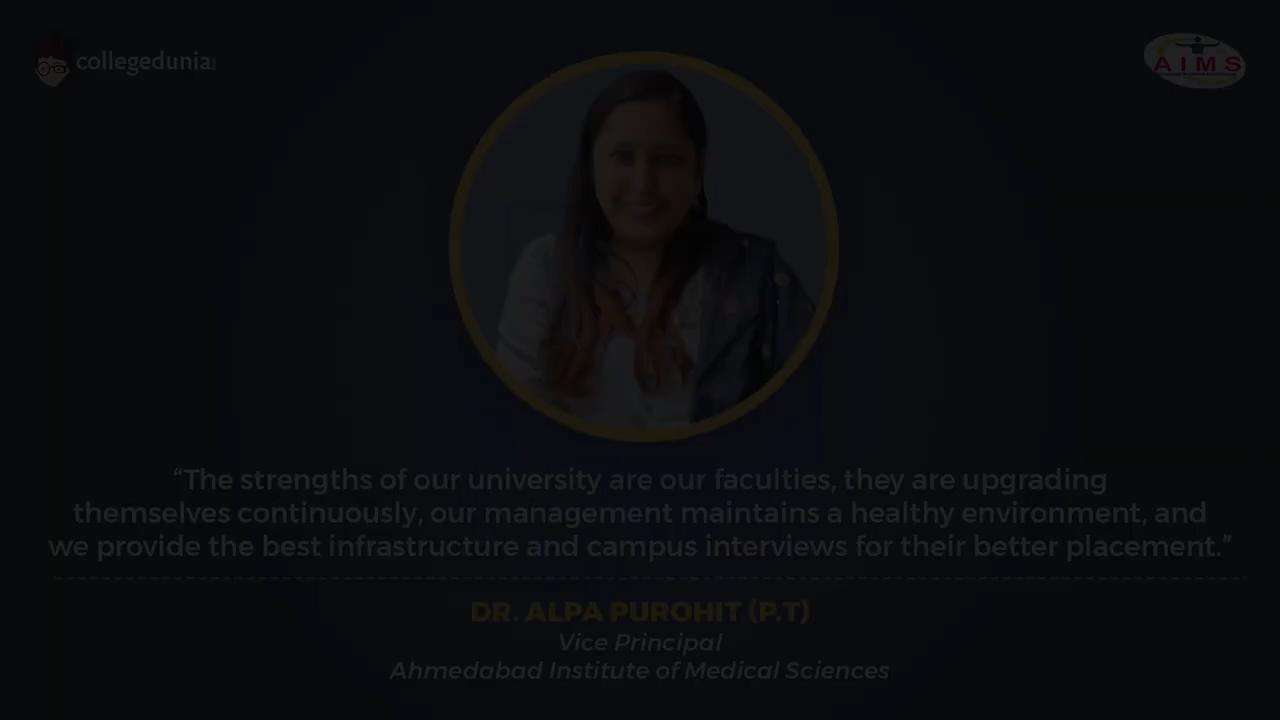 collegedunia
AIMS
“The strengths of our university are our faculties, they are upgrading
themselves continuously, our management maintains a healthy environment, and
we provide the best infrastructure and campus interviews for their better placement.”
DR. ALPA PUROHIT (P.T)
Vice Principal
Ahmedabad Institute of Medical Sciences